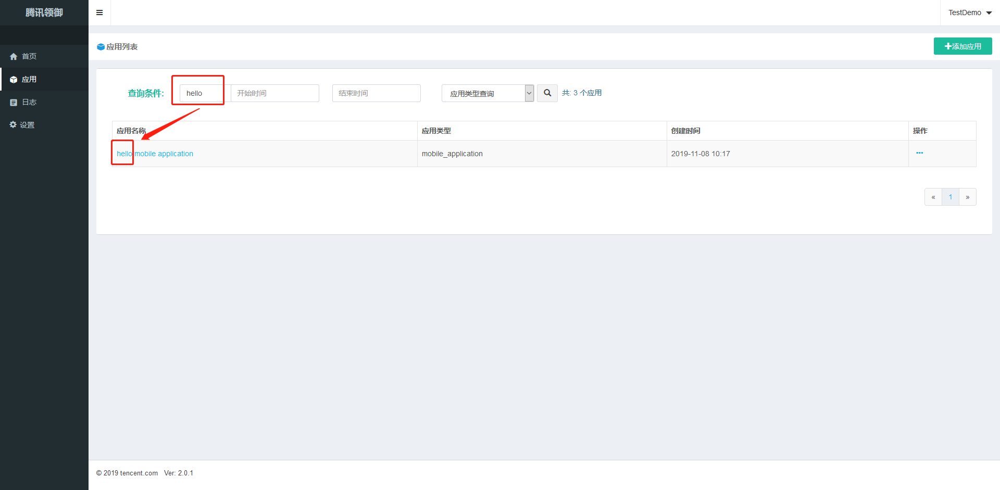 腾讯领御
TestDemo
首页
应用
日志
设置
应用列表
添加应用
查询条件:
hello
开始时间
结束时间
应用类型查询
共: 3 个应用
应用名称 应用类型 创建时间 操作
hello mobile application mobile_application 2019-11-08 10:17
« 1 »
© 2019 tencent.com Ver: 2.0.1